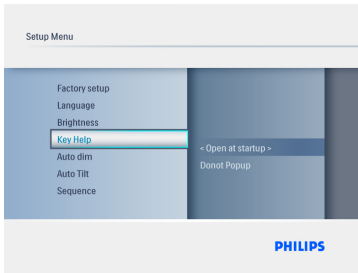 Setup Menu
Factory setup
Language
Brightness
Key Help
Auto dim
Auto Tilt
Sequence
< Open at startup >
Donot Popup
PHILIPS